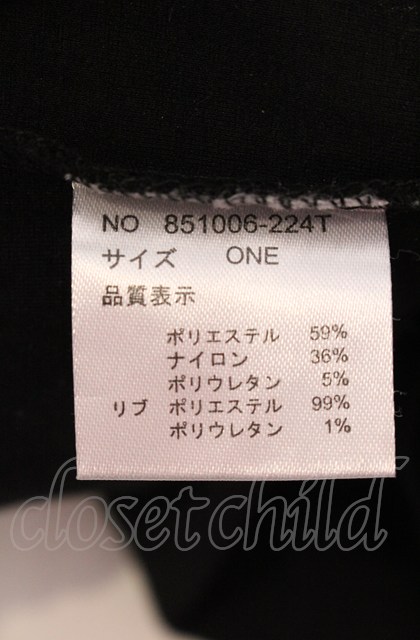 NO 851006-224T
サイズ ONE
品質表示
ポリエステル 59%
ナイロン 36%
ポリウレタン 5%
リブ ポリエステル 99%
ポリウレタン 1%
closetchild